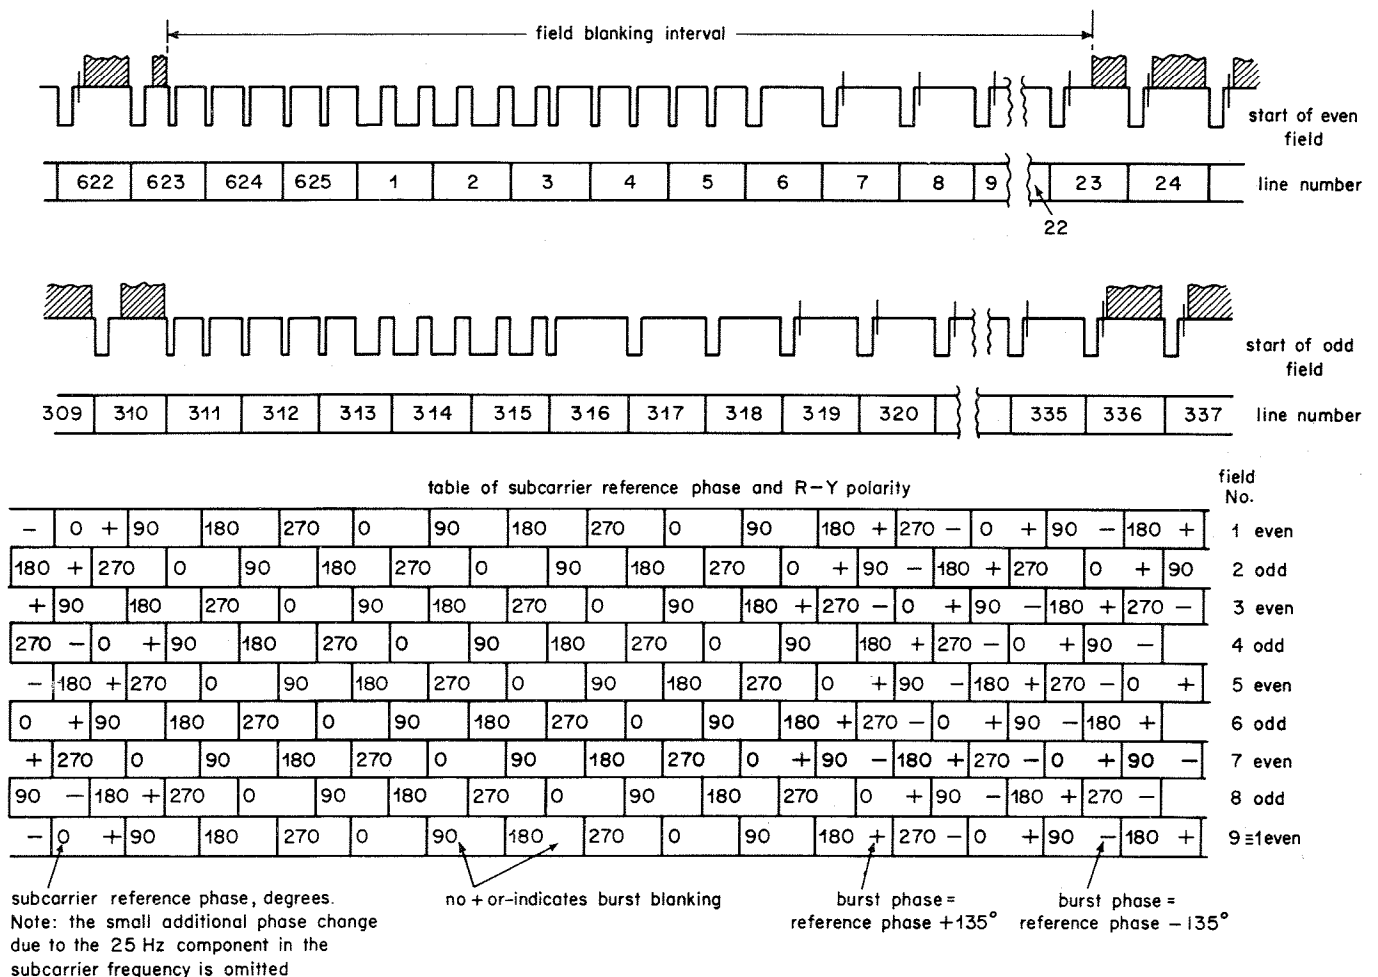 field blanking interval
start of even
field
622 623 624 625 1 2 3 4 5 6 7 8 9 23 24
line number
22
start of odd
field
309 310 311 312 313 314 315 316 317 318 319 320 335 336 337
line number
table of subcarrier reference phase and R-Y polarity
field
No.
- 0 + 90 180 270 0 90 180 270 0 90 180 + 270 - 0 + 90 - 180 + 1 even
180 + 270 0 90 180 270 0 90 180 270 0 + 90 - 180 + 270 0 + 90 2 odd
+ 90 180 270 0 90 180 270 0 90 180 + 270 - 0 + 90 - 180 + 270 - 3 even
270 - 0 + 90 180 270 0 90 180 270 0 90 180 + 270 - 0 + 90 - 4 odd
- 180 + 270 0 90 180 270 0 90 180 270 0 + 90 - 180 + 270 - 0 + 5 even
0 + 90 180 270 0 90 180 270 0 90 180 + 270 - 0 + 90 - 180 + 6 odd
+ 270 0 90 180 270 0 90 180 270 0 + 90 - 180 + 270 - 0 + 90 - 7 even
90 - 180 + 270 0 90 180 270 0 90 180 270 0 + 90 - 180 + 270 - 8 odd
- 0 + 90 180 270 0 90 180 270 0 90 180 + 270 - 0 + 90 - 180 + 9≡1even
subcarrier reference phase, degrees.
Note: the small additional phase change
due to the 25 Hz component in the
subcarrier frequency is omitted
no + or-indicates burst blanking
burst phase =
reference phase +135°
burst phase =
reference phase -135°